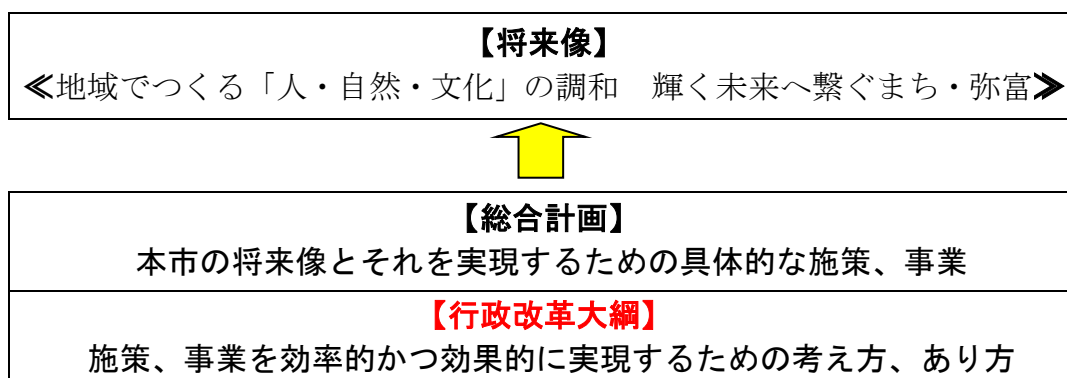 【将来像】
≪地域でつくる「人・自然・文化」の調和　輝く未来へ繋ぐまち・弥富≫
【総合計画】
本市の将来像とそれを実現するための具体的な施策、事業
【行政改革大綱】
施策、事業を効率的かつ効果的に実現するための考え方、あり方